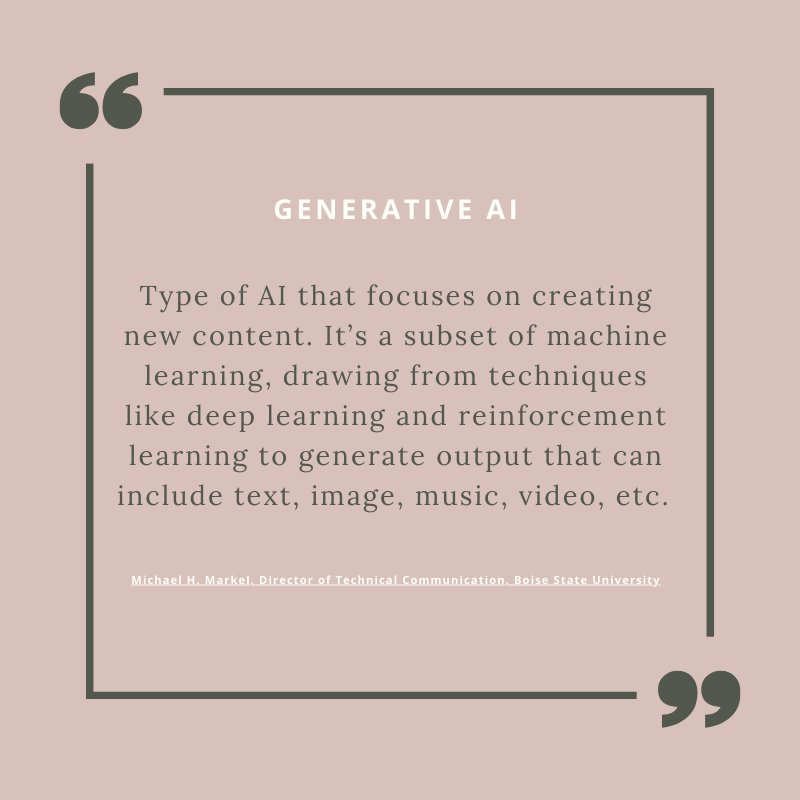 GENERATIVE AI
Type of AI that focuses on creating
new content. It’s a subset of machine
learning, drawing from techniques
like deep learning and reinforcement
learning to generate output that can
include text, image, music, video, etc.
Michael H. Markel, Director of Technical Communication, Boise State University